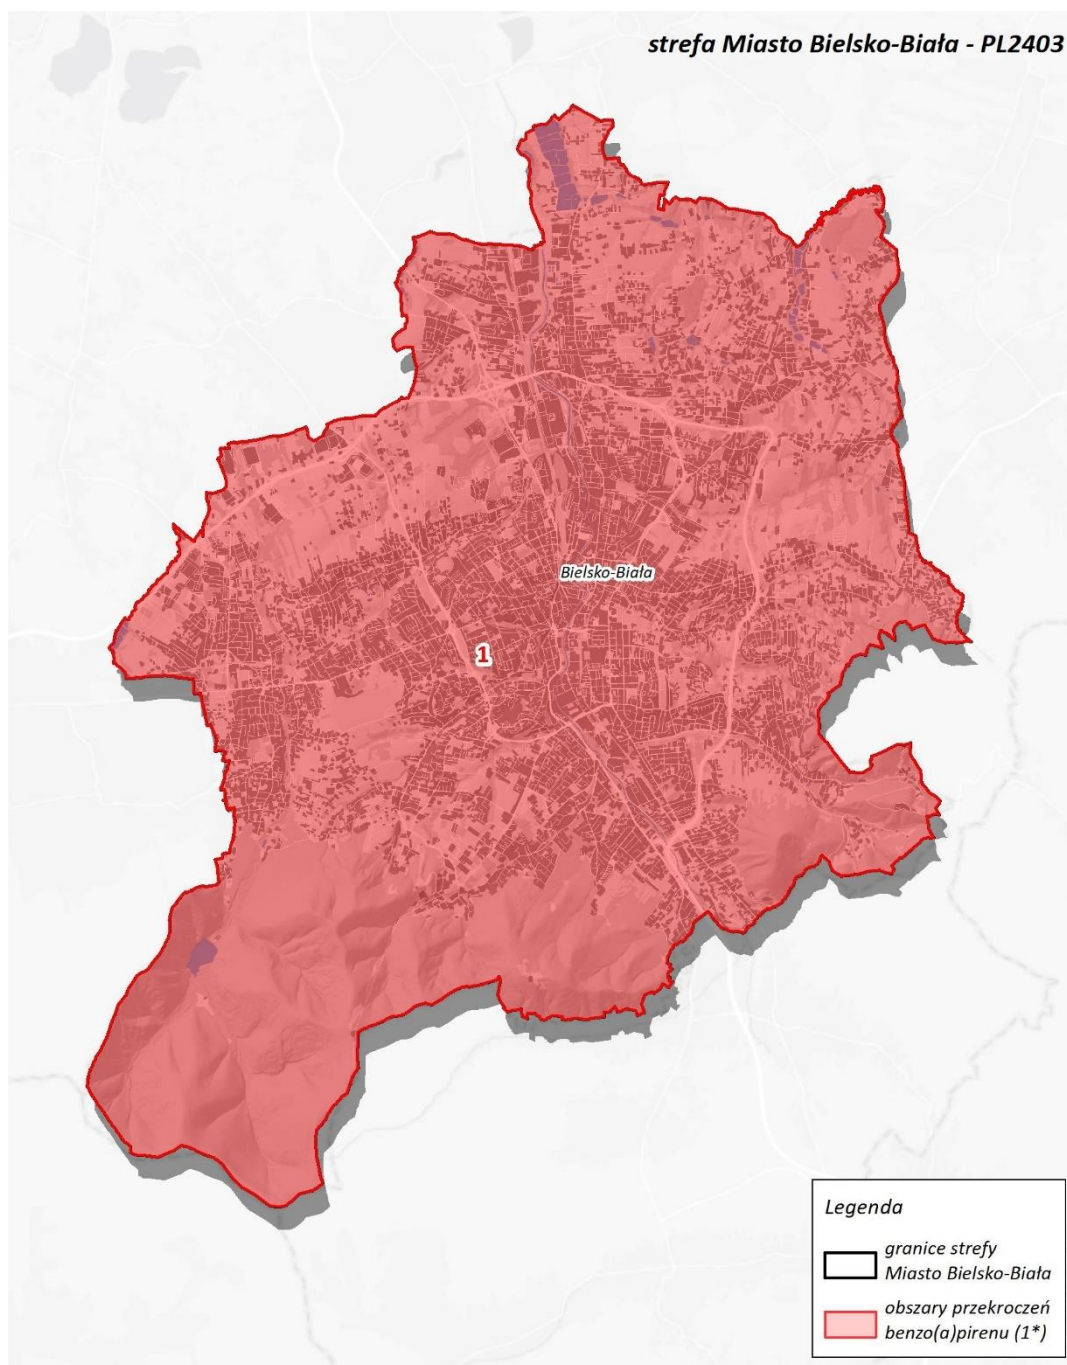 strefa Miasto Bielsko-Biała - PL2403
Bielsko-Biała
1
Legenda
granice strefy
Miasto Bielsko-Biała
obszary przekroczeń
benzo(a)pirenu (1*)